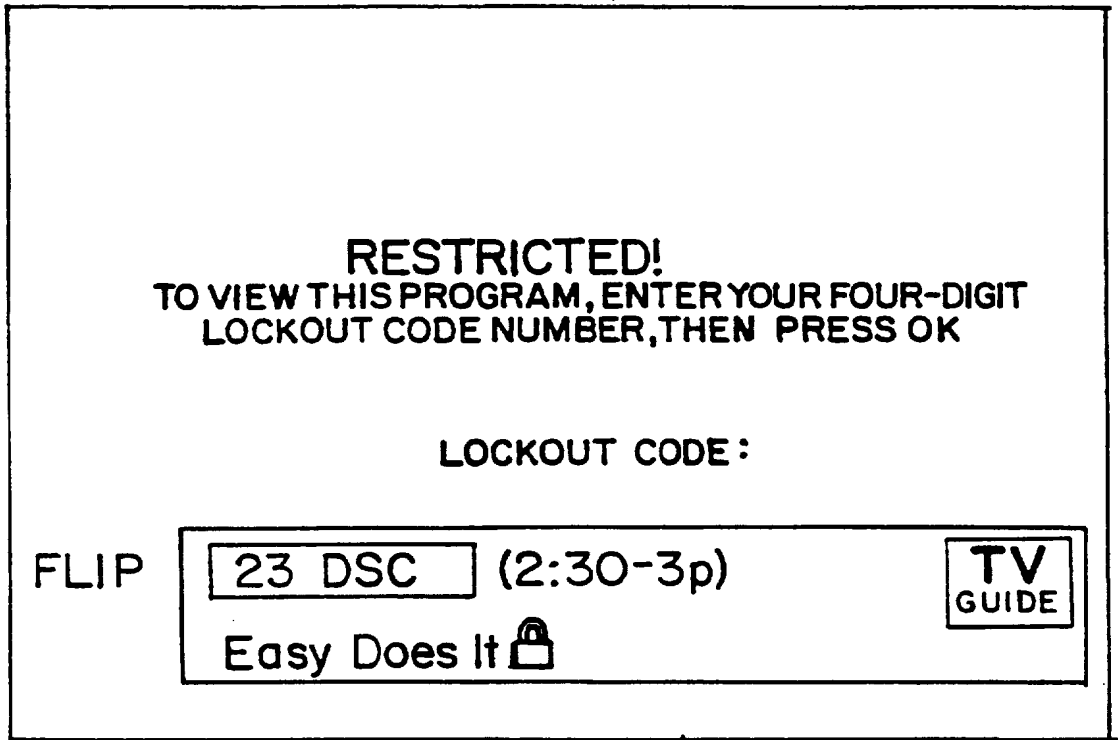 RESTRICTED!
TO VIEW THIS PROGRAM, ENTER YOUR FOUR-DIGIT
LOCKOUT CODE NUMBER, THEN PRESS OK
LOCKOUT CODE:
FLIP 23 DSC (2:30-3p) TV
GUIDE
Easy Does It